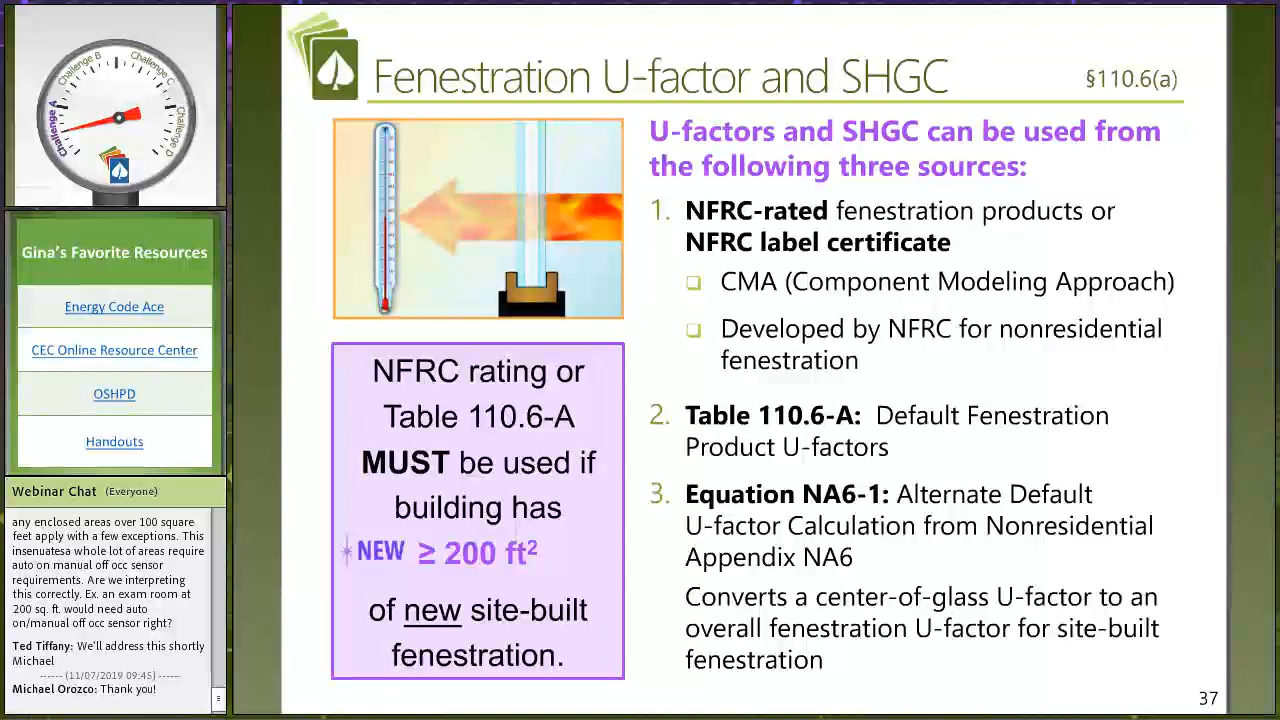 Challenge A
Challenge B
Challenge C
Challenge D
Gina's Favorite Resources
Energy Code Ace
CEC Online Resource Center
OSHPD
Handouts
Webinar Chat (Everyone)
any enclosed areas over 100 square
feet apply with a few exceptions. This
insenuatesa whole lot of areas require
auto on manual off occ sensor
requirements. Are we interpreting
this correctly. Ex. an exam room at
200 sq. ft. would need auto
on/manual off occ sensor right?
Ted Tiffany: We'll address this shortly
Michael
------ (11/07/2019 09:45) -----
Michael Orozco: Thank you!
Fenestration U-factor and SHGC
§110.6(a)
NFRC rating or
Table 110.6-A
MUST be used if
building has
NEW ≥ 200 ft²
of new site-built
fenestration.
U-factors and SHGC can be used from
the following three sources:
1. NFRC-rated fenestration products or
NFRC label certificate
❑ CMA (Component Modeling Approach)
❑ Developed by NFRC for nonresidential
fenestration
2. Table 110.6-A: Default Fenestration
Product U-factors
3. Equation NA6-1: Alternate Default
U-factor Calculation from Nonresidential
Appendix NA6
Converts a center-of-glass U-factor to an
overall fenestration U-factor for site-built
fenestration
37